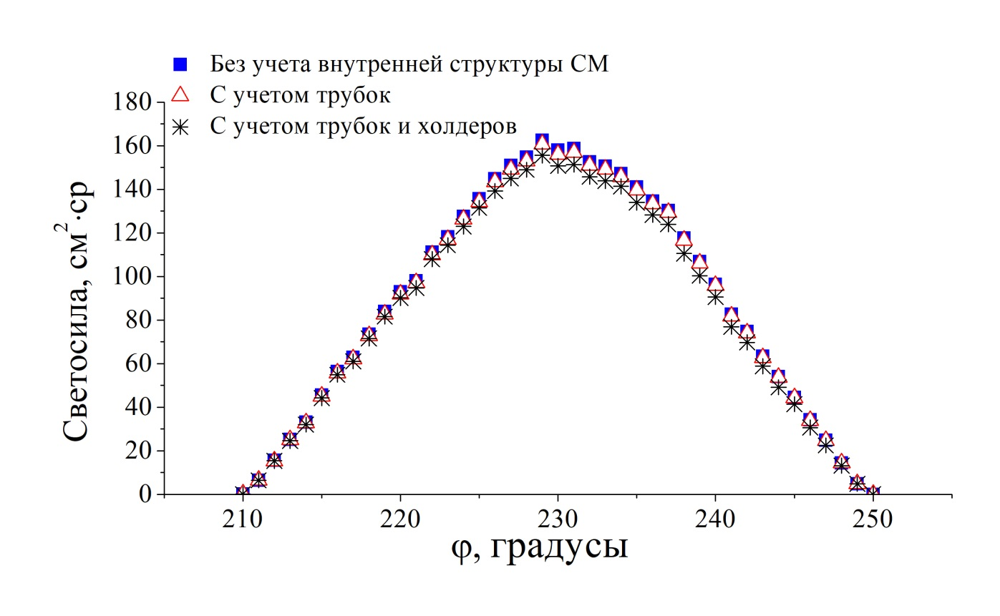 Без учета внутренней структуры СМ
С учетом трубок
С учетом трубок и холдеров
180
160
140
120
100
80
60
40
20
0
Светосила, см²·ср
210 220 230 240 250
φ, градусы